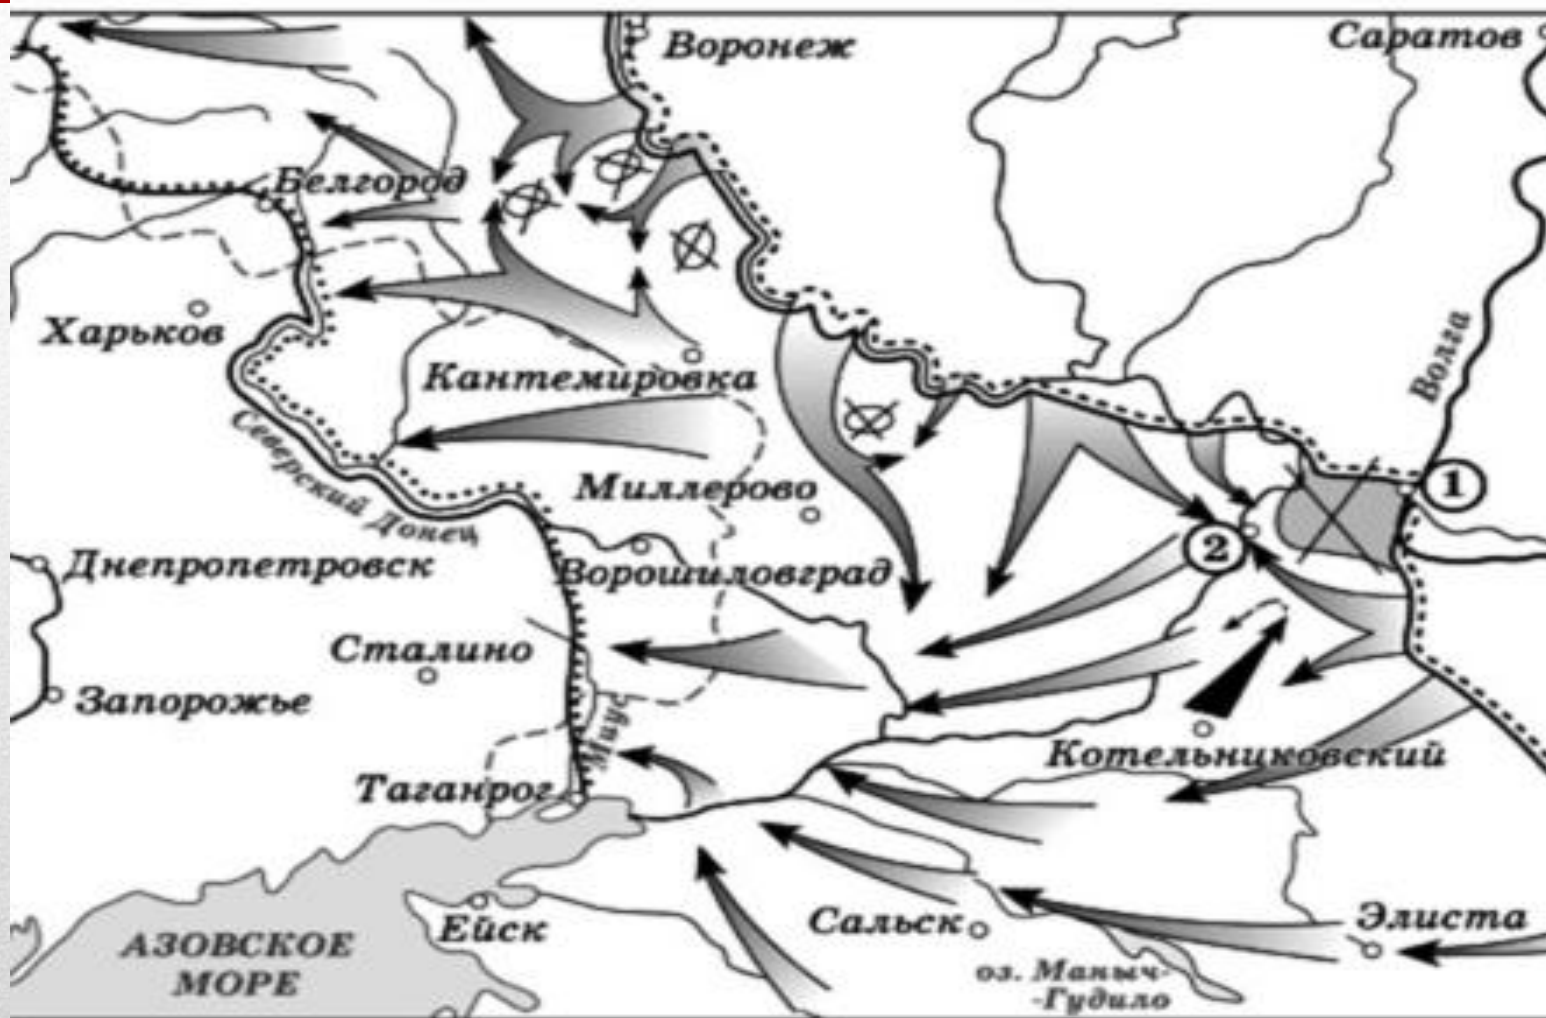 Воронеж
Саратов
Белгород
Харьков
Волга
Кантемировка
Северский Донец
Миллерово
1
2
Днепропетровск
Ворошиловград
Сталино
Запорожье
Миус
Котельниковский
Таганрог
Ейск
Сальск
Элиста
АЗОВСКОЕ
МОРЕ
оз. Маныч-
-Гудило